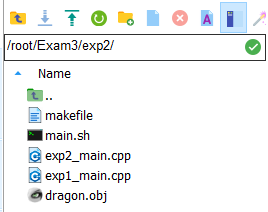 /root/Exam3/exp2/
Name
..
makefile
main.sh
exp2_main.cpp
exp1_main.cpp
dragon.obj